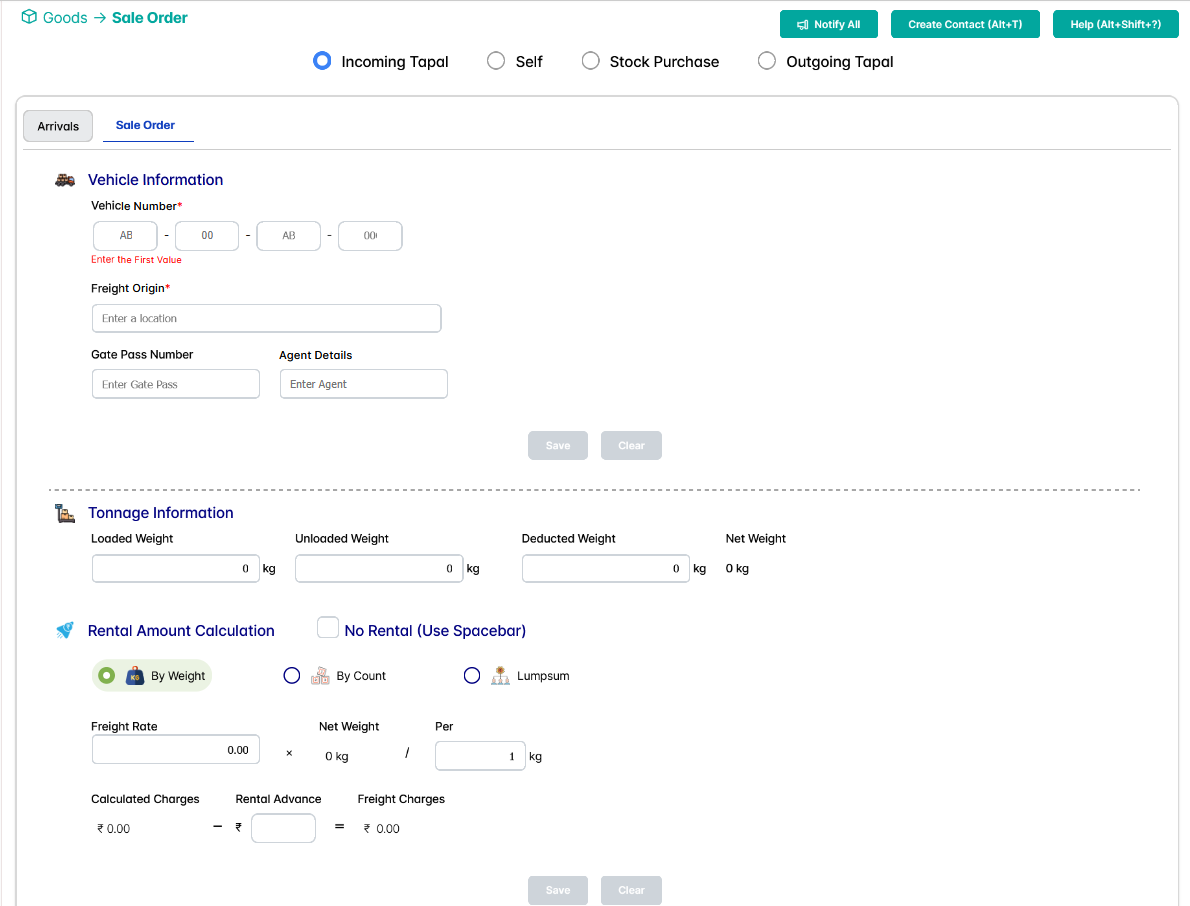 Goods → Sale Order
Notify All
Create Contact (Alt+T)
Help (Alt+Shift+?)
Incoming Tapal
Self
Stock Purchase
Outgoing Tapal
Arrivals
Sale Order
Vehicle Information
Vehicle Number*
AB - 00 - AB - 00
Enter the First Value
Freight Origin*
Enter a location
Gate Pass Number
Agent Details
Enter Gate Pass
Enter Agent
Save
Clear
Tonnage Information
Loaded Weight
Unloaded Weight
Deducted Weight
Net Weight
0 kg
0 kg
0 kg
0 kg
Rental Amount Calculation
No Rental (Use Spacebar)
KG
By Weight
By Count
Lumpsum
Freight Rate
Net Weight
Per
0.00 × 0 kg / 1 kg
Calculated Charges
Rental Advance
Freight Charges
₹ 0.00 − ₹ = ₹ 0.00
Save
Clear